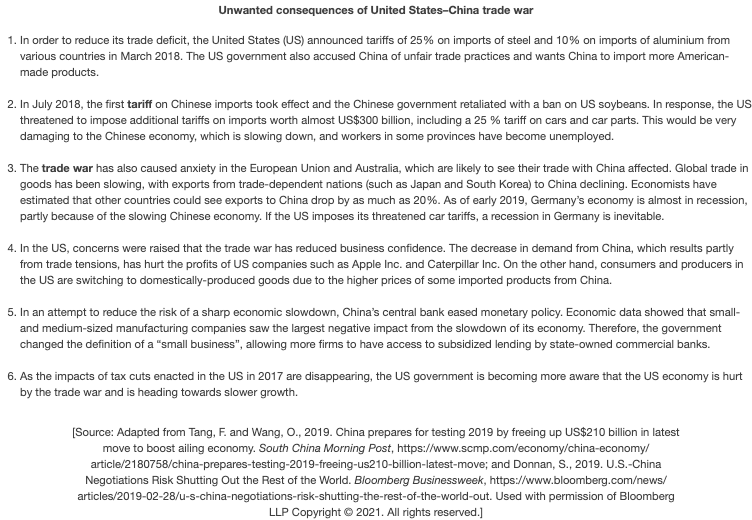 Unwanted consequences of United States–China trade war
1. In order to reduce its trade deficit, the United States (US) announced tariffs of 25% on imports of steel and 10% on imports of aluminium from
various countries in March 2018. The US government also accused China of unfair trade practices and wants China to import more American-
made products.
2. In July 2018, the first tariff on Chinese imports took effect and the Chinese government retaliated with a ban on US soybeans. In response, the US
threatened to impose additional tariffs on imports worth almost US$300 billion, including a 25 % tariff on cars and car parts. This would be very
damaging to the Chinese economy, which is slowing down, and workers in some provinces have become unemployed.
3. The trade war has also caused anxiety in the European Union and Australia, which are likely to see their trade with China affected. Global trade in
goods has been slowing, with exports from trade-dependent nations (such as Japan and South Korea) to China declining. Economists have
estimated that other countries could see exports to China drop by as much as 20%. As of early 2019, Germany's economy is almost in recession,
partly because of the slowing Chinese economy. If the US imposes its threatened car tariffs, a recession in Germany is inevitable.
4. In the US, concerns were raised that the trade war has reduced business confidence. The decrease in demand from China, which results partly
from trade tensions, has hurt the profits of US companies such as Apple Inc. and Caterpillar Inc. On the other hand, consumers and producers in
the US are switching to domestically-produced goods due to the higher prices of some imported products from China.
5. In an attempt to reduce the risk of a sharp economic slowdown, China's central bank eased monetary policy. Economic data showed that small-
and medium-sized manufacturing companies saw the largest negative impact from the slowdown of its economy. Therefore, the government
changed the definition of a “small business”, allowing more firms to have access to subsidized lending by state-owned commercial banks.
6. As the impacts of tax cuts enacted in the US in 2017 are disappearing, the US government is becoming more aware that the US economy is hurt
by the trade war and is heading towards slower growth.
[Source: Adapted from Tang, F. and Wang, O., 2019. China prepares for testing 2019 by freeing up US$210 billion in latest
move to boost ailing economy. South China Morning Post, https://www.scmp.com/economy/china-economy/
article/2180758/china-prepares-testing-2019-freeing-us210-billion-latest-move; and Donnan, S., 2019. U.S.-China
Negotiations Risk Shutting Out the Rest of the World. Bloomberg Businessweek, https://www.bloomberg.com/news/
articles/2019-02-28/u-s-china-negotiations-risk-shutting-the-rest-of-the-world-out. Used with permission of Bloomberg
LLP Copyright © 2021. All rights reserved.]